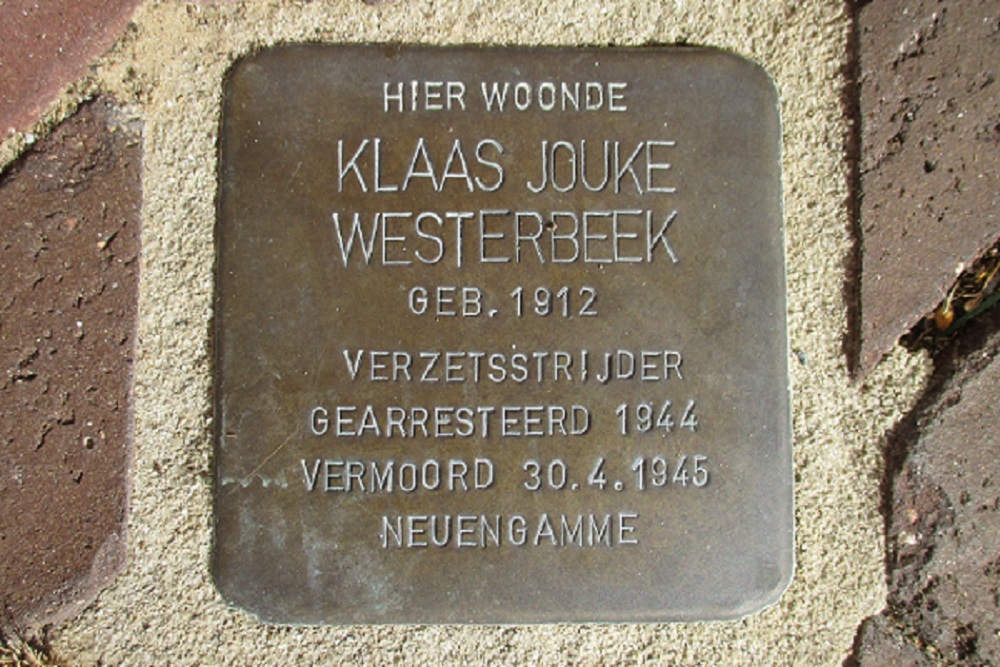 HIER WOONDE
KLAAS JOUKE
WESTERBEEK
GEB. 1912
VERZETSSTRIJDER
GEARRESTEERD 1944
VERMOORD 30.4.1945
NEUENGAMME